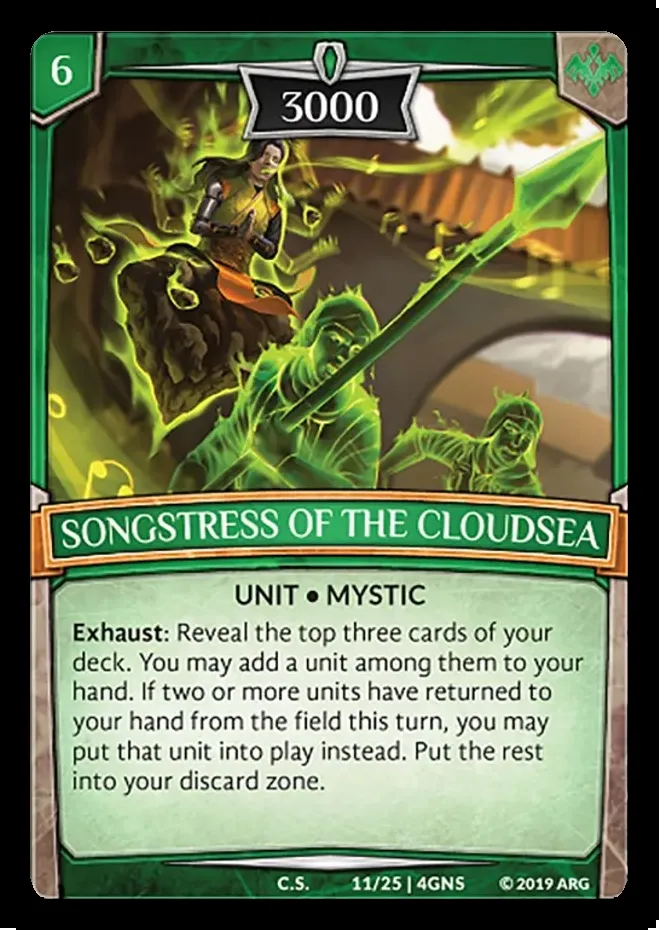 6
3000
SONGSTRESS OF THE CLOUDSEA
UNIT • MYSTIC
Exhaust: Reveal the top three cards of your
deck. You may add a unit among them to your
hand. If two or more units have returned to
your hand from the field this turn, you may
put that unit into play instead. Put the rest
into your discard zone.
C.S. 11/25 | 4GNS © 2019 ARG